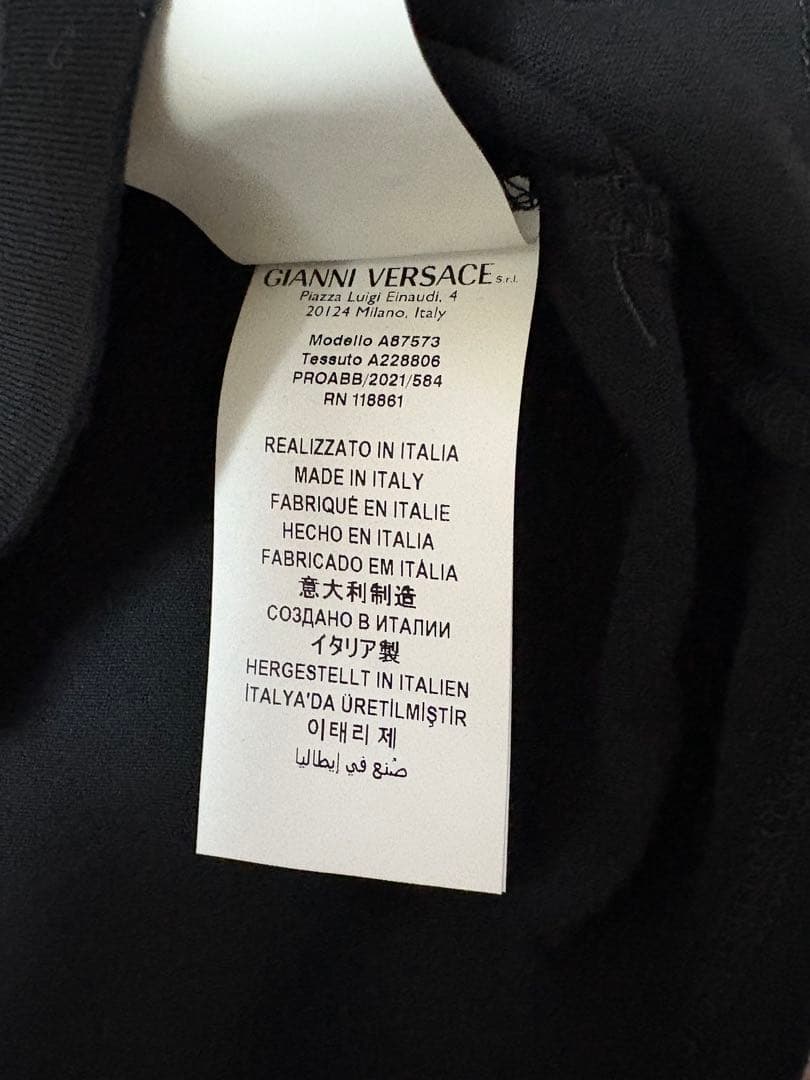 GIANNI VERSACE S.r.l.
Piazza Luigi Einaudi, 4
20124 Milano, Italy
Modello A87573
Tessuto A228806
PROABB/2021/584
RN 118861
REALIZZATO IN ITALIA
MADE IN ITALY
FABRIQUÉ EN ITALIE
HECHO EN ITALIA
FABRICADO EM ITÁLIA
意大利制造
СОЗДАНО В ИТАЛИИ
イタリア製
HERGESTELLT IN ITALIEN
İTALYA'DA ÜRETİLMİŞTİR
이태리 제
صُنع في إيطاليا